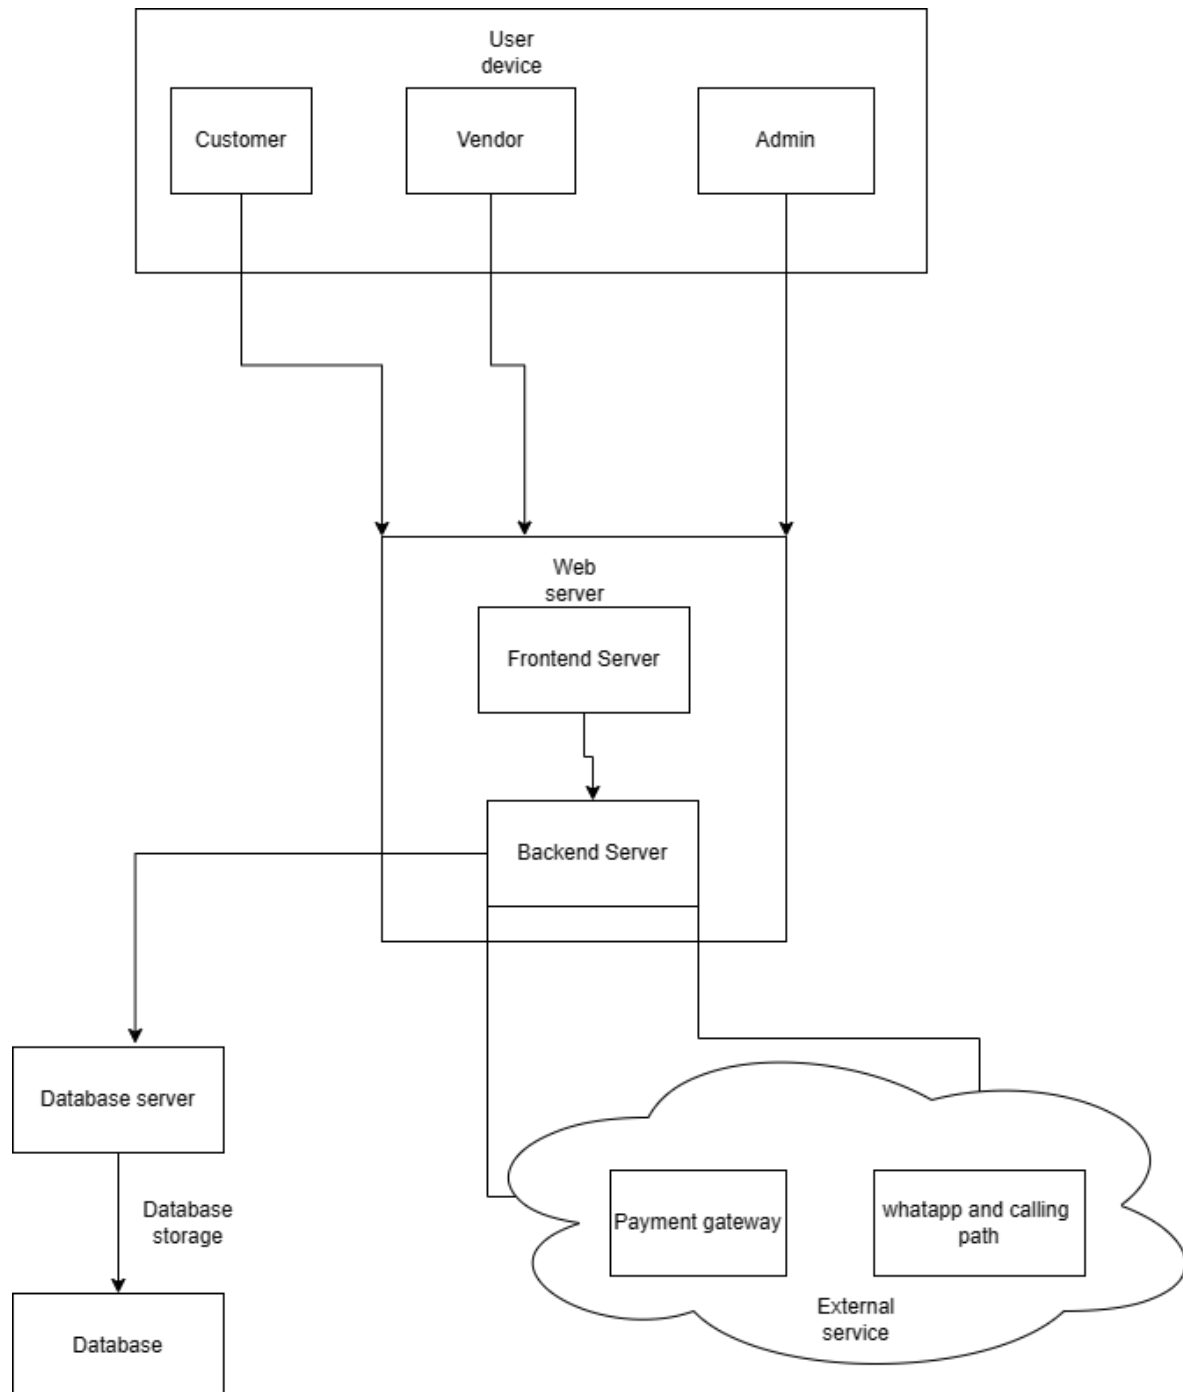 User
device
Customer
Vendor
Admin
Web
server
Frontend Server
Backend Server
Database server
Database
storage
Database
Payment gateway
whatapp and calling
path
External
service